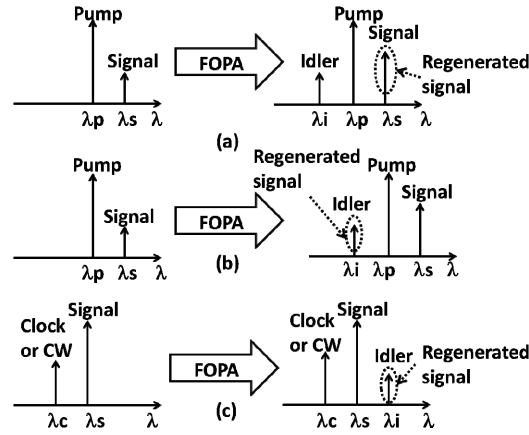 Pump
Signal
λp
λs
λ
FOPA
Idler
Pump
Signal
Regenerated
signal
λi
λp
λs
λ
(a)
Pump
Signal
λp
λs
λ
FOPA
Regenerated
signal
Idler
Pump
Signal
λi
λp
λs
λ
(b)
Clock
or CW
Signal
λc
λs
λ
FOPA
Clock
or CW
Signal
Idler
Regenerated
signal
λc
λs
λi
λ
(c)